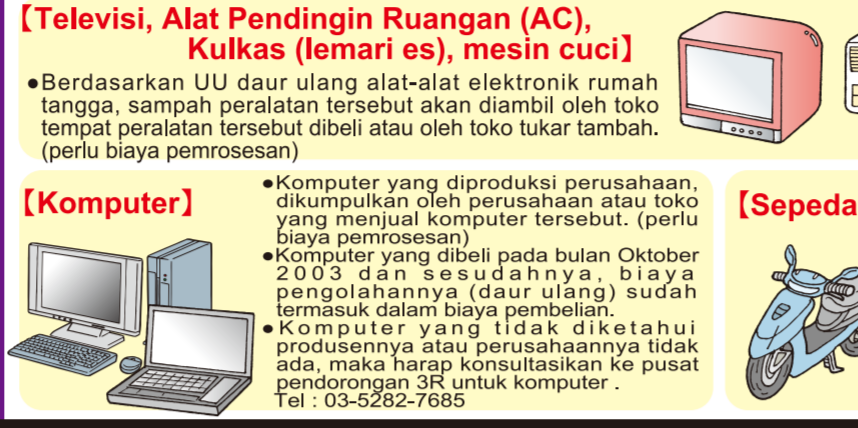 【Televisi, Alat Pendingin Ruangan (AC),
Kulkas (lemari es), mesin cuci】
●Berdasarkan UU daur ulang alat-alat elektronik rumah
tangga, sampah peralatan tersebut akan diambil oleh toko
tempat peralatan tersebut dibeli atau oleh toko tukar tambah.
(perlu biaya pemrosesan)
【Komputer】
●Komputer yang diproduksi perusahaan,
dikumpulkan oleh perusahaan atau toko
yang menjual komputer tersebut. (perlu
biaya pemrosesan)
●Komputer yang dibeli pada bulan Oktober
2003 dan sesudahnya, biaya
pengolahannya (daur ulang) sudah
termasuk dalam biaya pembelian.
●Komputer yang tidak diketahui
produsennya atau perusahaannya tidak
ada, maka harap konsultasikan ke pusat
pendorongan 3R untuk komputer .
Tel : 03-5282-7685
【Sepeda